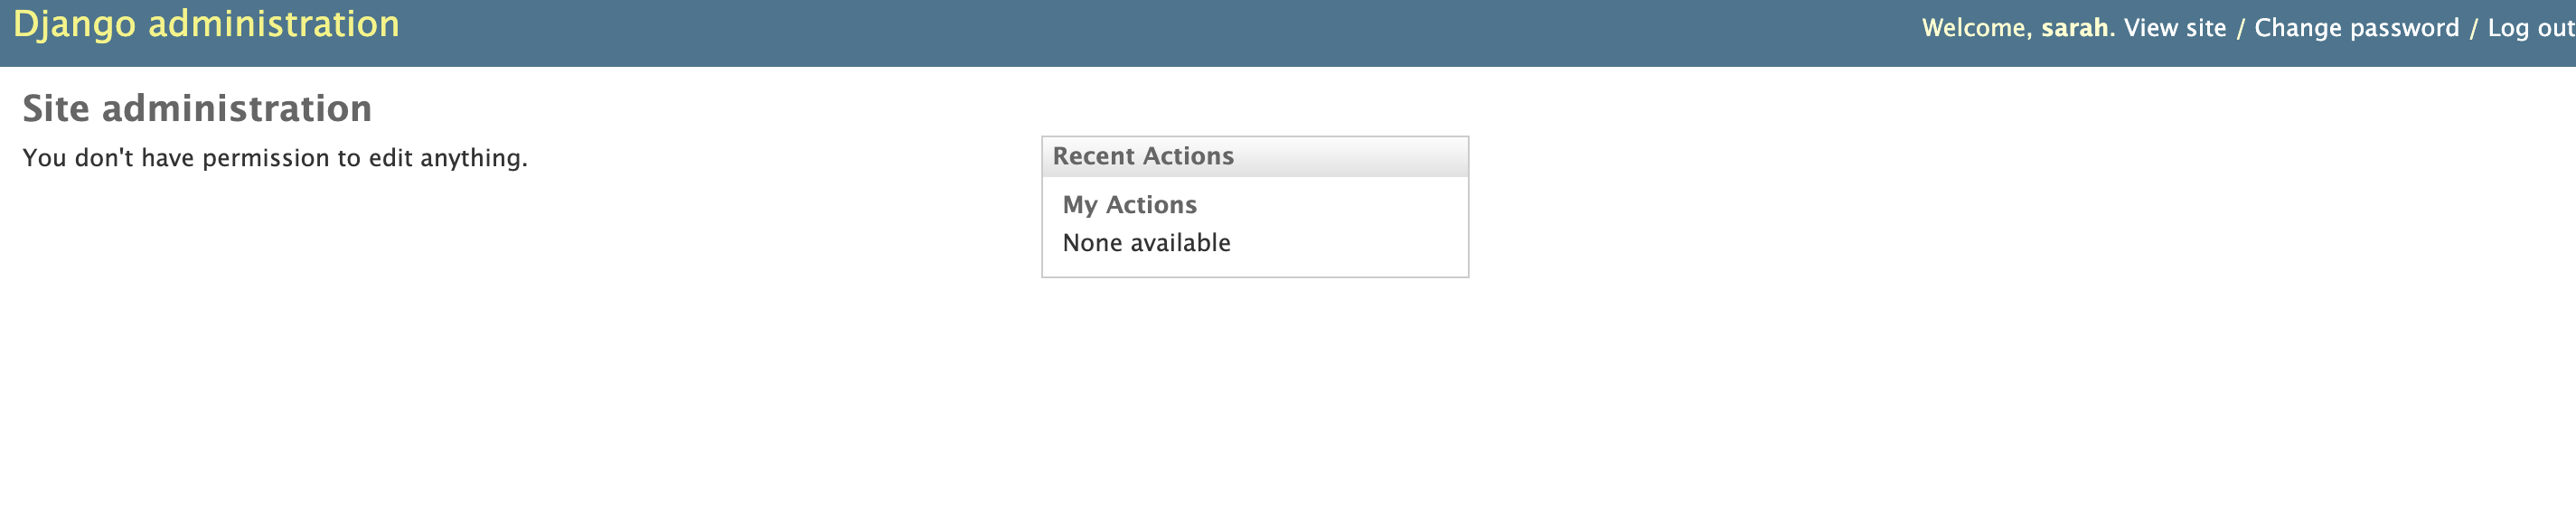 Django administration
Welcome, sarah. View site / Change password / Log out
Site administration
You don't have permission to edit anything.
Recent Actions
My Actions
None available